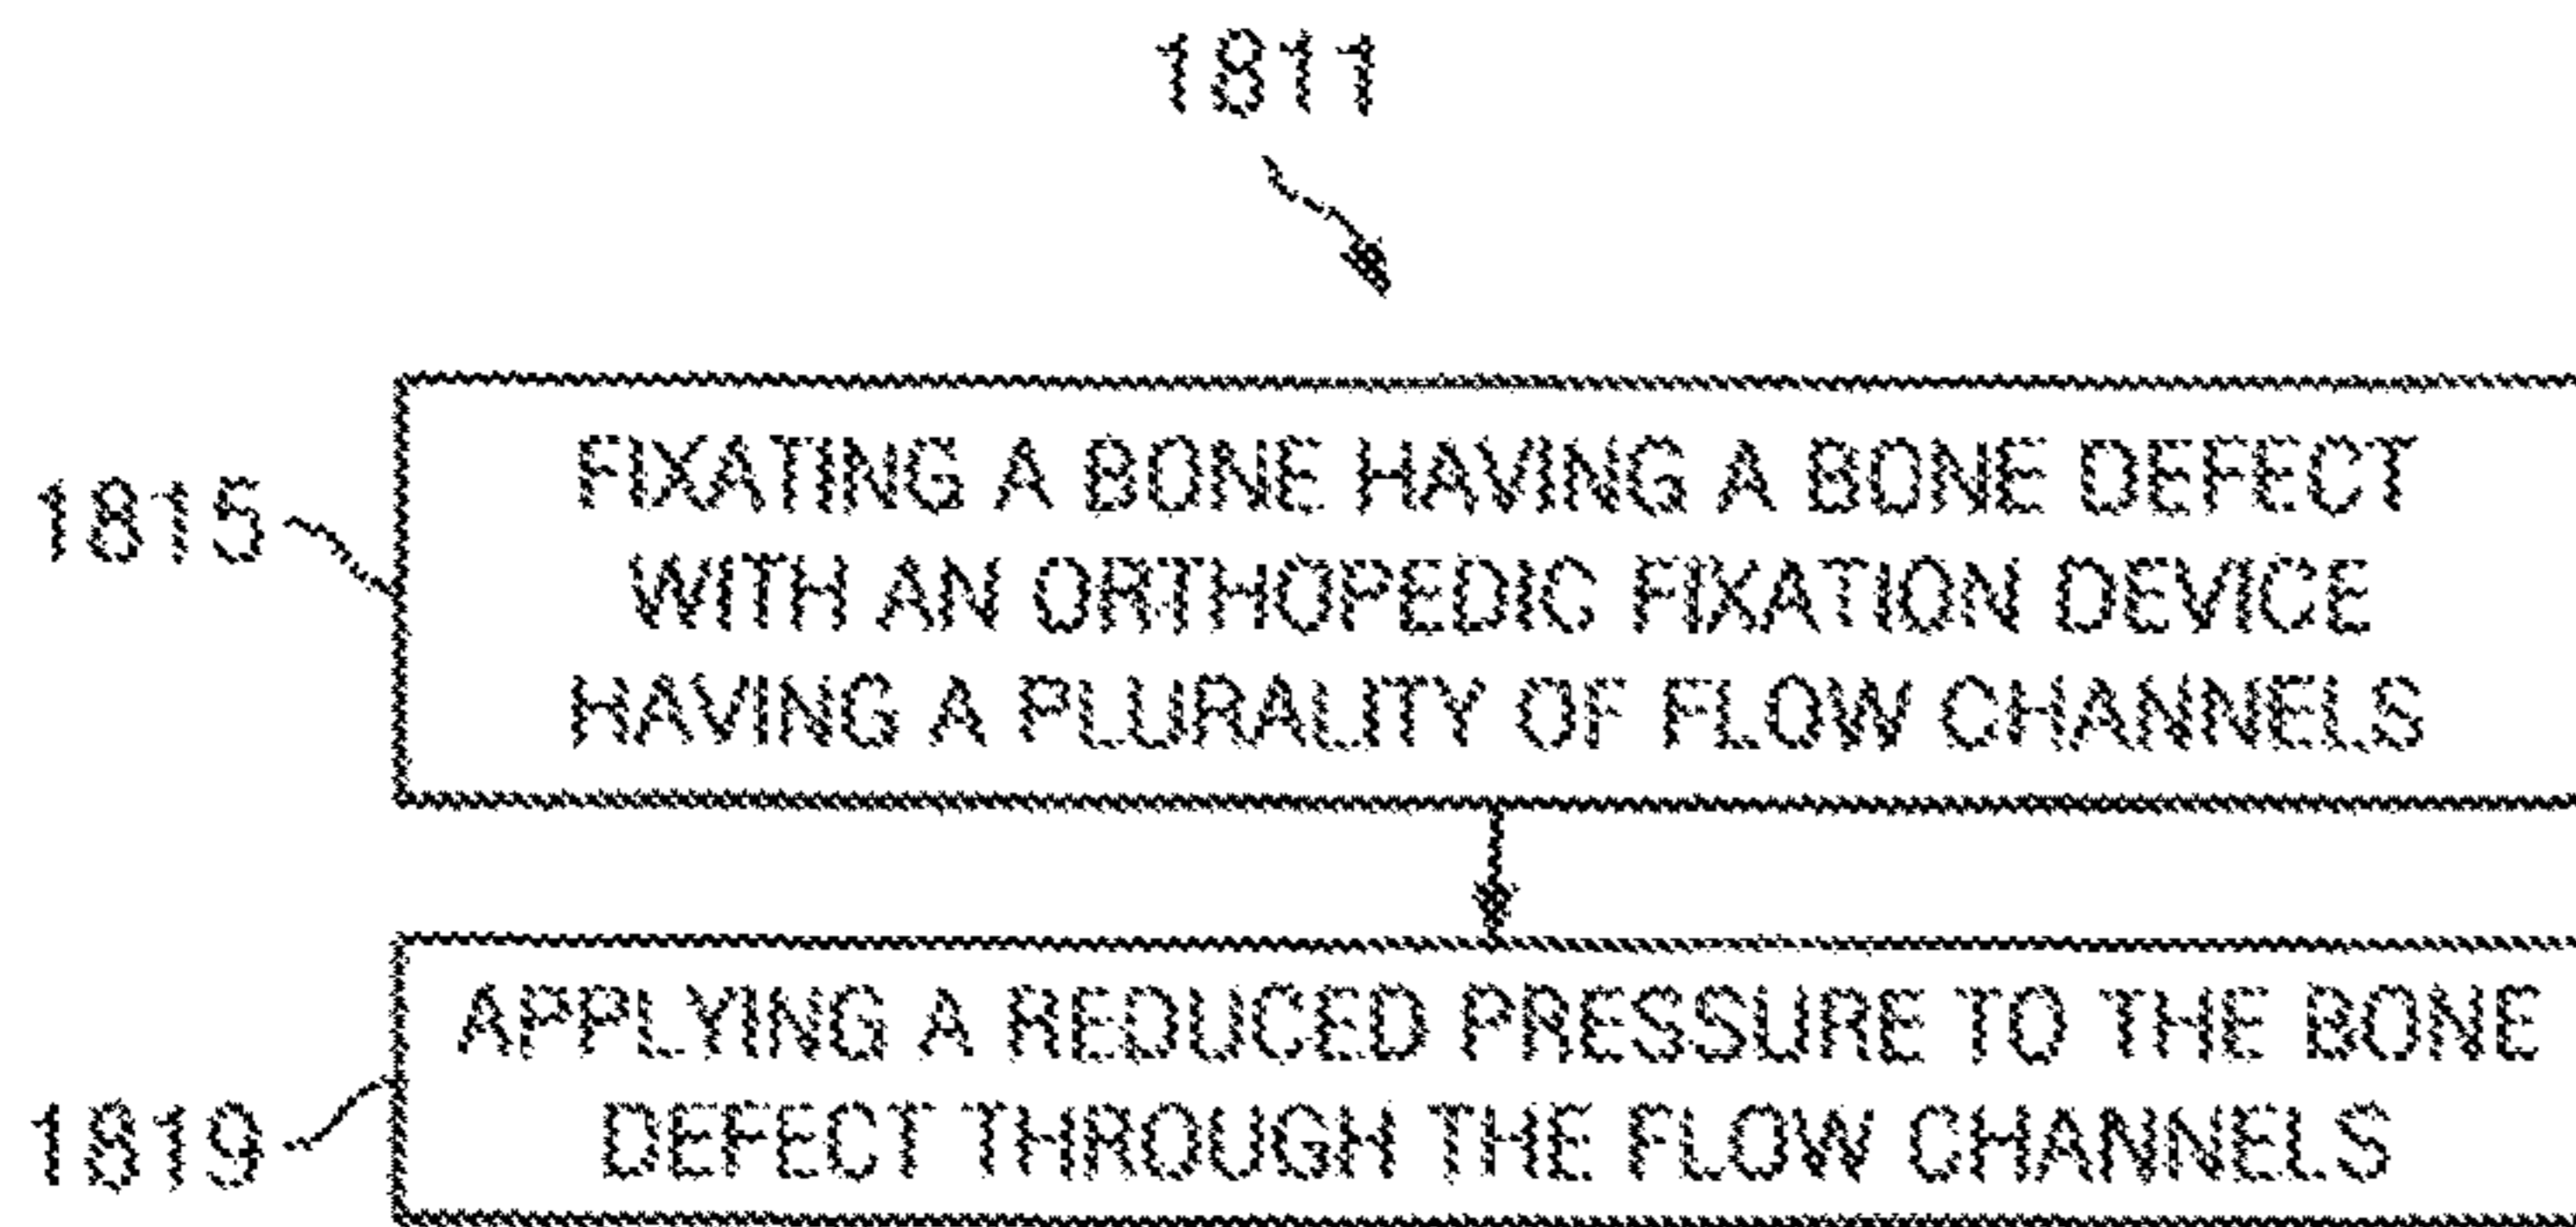 1811
1815
FIXATING A BONE HAVING A BONE DEFECT
WITH AN ORTHOPEDIC FIXATION DEVICE
HAVING A PLURALITY OF FLOW CHANNELS
1819
APPLYING A REDUCED PRESSURE TO THE BONE
DEFECT THROUGH THE FLOW CHANNELS